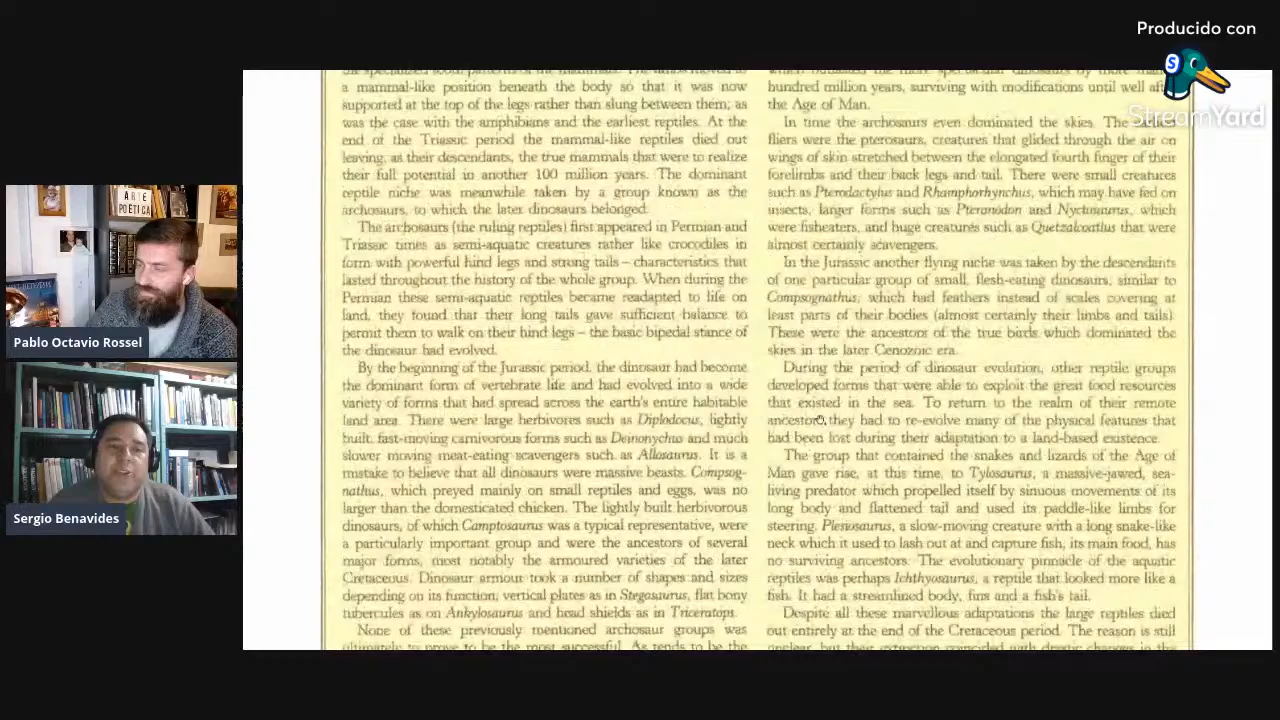 Producido con
StreamYard
ARTE
POÉTICA
Pablo Octavio Rossel
Sergio Benavides
a mammal-like position beneath the body so that it was now
supported at the top of the legs rather than slung between them; as
was the case with the amphibians and the earliest reptiles. At the
end of the Triassic period the mammal-like reptiles died out
leaving, as their descendants, the true mammals that were to realize
their full potential in another 100 million years. The dominant
reptile niche was meanwhile taken by a group known as the
archosaurs, to which the later dinosaurs belonged.
The archosaurs (the ruling reptiles) first appeared in Permian and
Triassic times as semi-aquatic creatures rather like crocodiles in
form with powerful hind legs and strong tails – characteristics that
lasted throughout the history of the whole group. When during the
Permian these semi-aquatic reptiles became readapted to life on
land, they found that their long tails gave sufficient balance to
permit them to walk on their hind legs – the basic bipedal stance of
the dinosaur had evolved.
By the beginning of the Jurassic period, the dinosaur had become
the dominant form of vertebrate life and had evolved into a wide
variety of forms that had spread across the earth's entire habitable
land area. There were large herbivores such as Diplodocus, lightly
built, fast-moving carnivorous forms such as Deinonychus and much
slower moving meat-eating scavengers such as Allosaurus. It is a
mistake to believe that all dinosaurs were massive beasts. Compsog-
nathus, which preyed mainly on small reptiles and eggs, was no
larger than the domesticated chicken. The lightly built herbivorous
dinosaurs, of which Camptosaurus was a typical representative, were
a particularly important group and were the ancestors of several
major forms, most notably the armoured varieties of the later
Cretaceous. Dinosaur armour took a number of shapes and sizes
depending on its function; vertical plates as in Stegosaurus, flat bony
tubercules as on Ankylosaurus and head shields as in Triceratops.
None of these previously mentioned archosaur groups was
ultimately to prove to be the most successful. As tends to be the
hundred million years, surviving with modifications until well after
the Age of Man.
In time the archosaurs even dominated the skies. The earliest
fliers were the pterosaurs, creatures that glided through the air on
wings of skin stretched between the elongated fourth finger of their
forelimbs and their back legs and tail. There were small creatures
such as Pterodactylus and Rhamphorhynchus, which may have fed on
insects, larger forms such as Pteranodon and Nyctosaurus, which
were fisheaters, and huge creatures such as Quetzalcoatlus that were
almost certainly scavengers.
In the Jurassic another flying niche was taken by the descendants
of one particular group of small, flesh-eating dinosaurs, similar to
Compsognathus, which had feathers instead of scales covering at
least parts of their bodies (almost certainly their limbs and tails).
These were the ancestors of the true birds which dominated the
skies in the later Cenozoic era.
During the period of dinosaur evolution, other reptile groups
developed forms that were able to exploit the great food resources
that existed in the sea. To return to the realm of their remote
ancestors, they had to re-evolve many of the physical features that
had been lost during their adaptation to a land-based existence.
The group that contained the snakes and lizards of the Age of
Man gave rise, at this time, to Tylosaurus, a massive-jawed, sea-
living predator which propelled itself by sinuous movements of its
long body and flattened tail and used its paddle-like limbs for
steering. Plesiosaurus, a slow-moving creature with a long snake-like
neck which it used to lash out at and capture fish, its main food, has
no surviving ancestors. The evolutionary pinnacle of the aquatic
reptiles was perhaps Ichthyosaurus, a reptile that looked more like a
fish. It had a streamlined body, fins and a fish's tail.
Despite all these marvellous adaptations the large reptiles died
out entirely at the end of the Cretaceous period. The reason is still
unclear, but their extinction coincided with drastic changes in the